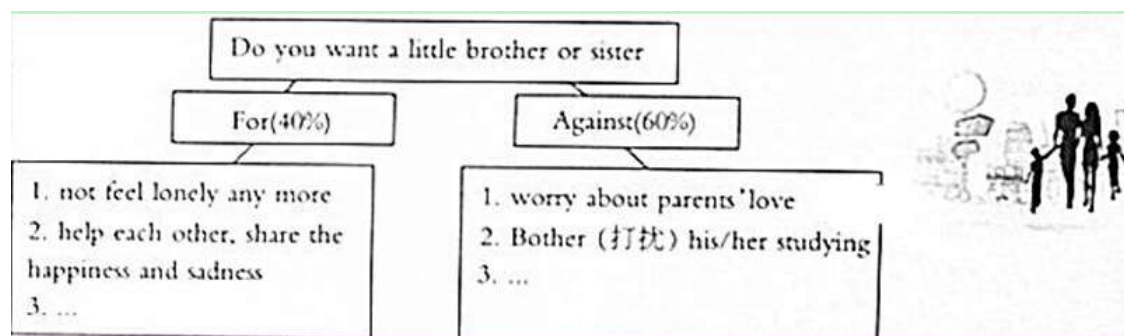 Do you want a little brother or sister
For(40%)
Against(60%)
1. not feel lonely any more
2. help each other, share the
happiness and sadness
3. ...
1. worry about parents' love
2. Bother (打扰) his/her studying
3. ...